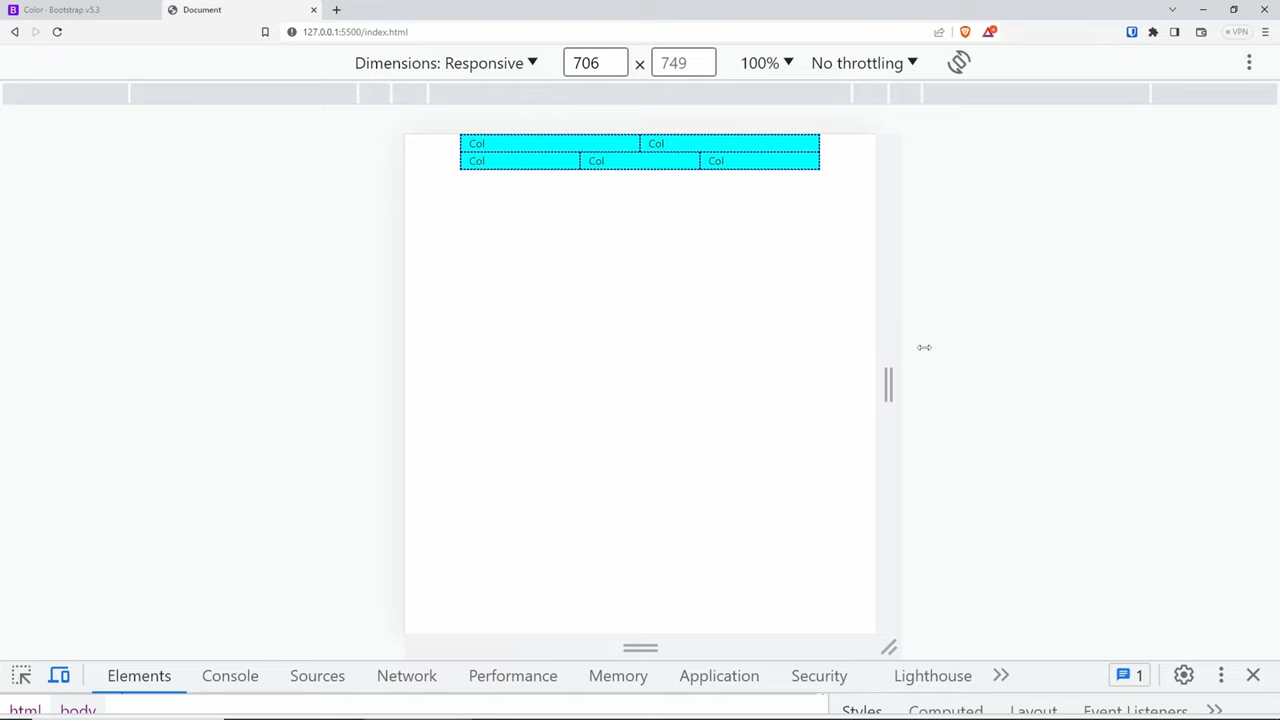 Color · Bootstrap v5.3
Document
127.0.0.1:5500/index.html
VPN
Dimensions: Responsive 706 × 749 100% No throttling
Col Col
Col Col Col
Elements Console Sources Network Performance Memory Application Security Lighthouse 1
html body
Styles Computed Layout Event Listeners